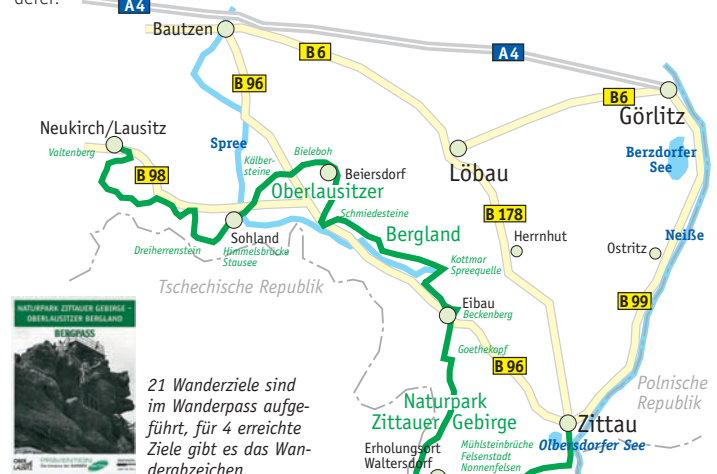 derer.
A4
Bautzen
B6
A4
B 96
B6
Görlitz
Neukirch/Lausitz
Valtenberg
Spree
Kälber-
steine
Bieleboh
Beiersdorf
Löbau
Berzdorfer
See
B 98
Oberlausitzer
Schmiedesteine
B 178
Bergland
Sohland
Dreiherrenstein
Himmelsbrücke
Stausee
Herrnhut
Ostritz
Neiße
Kottmar
Spreequelle
Tschechische Republik
Eibau
Beckenberg
B 99
NATURPARK ZITTAUER GEBIRGE –
OBERLAUSITZER BERGLAND
BERGPASS
Goethekopf
B 96
21 Wanderziele sind
im Wanderpass aufge-
führt, für 4 erreichte
Ziele gibt es das Wan-
derabzeichen.
Polnische
Republik
Naturpark
Zittauer Gebirge
Zittau
Olbersdorfer See
Erholungsort
Waltersdorf
Mühlsteinbrüche
Felsenstadt
Nonnenfelsen